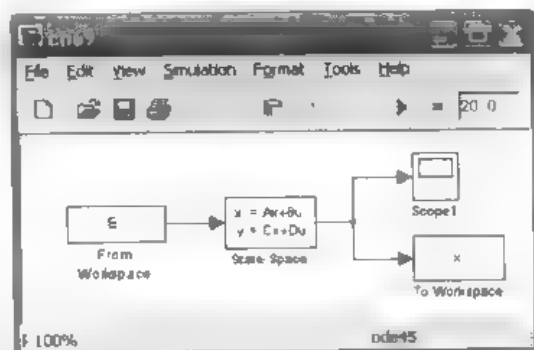 File Edit View Simulation Format Tools Help
20.0
x = Ax+Bu
y = Cx+Du
Scope1
From
Workspace
State-Space
x
To Workspace
100%
ode45